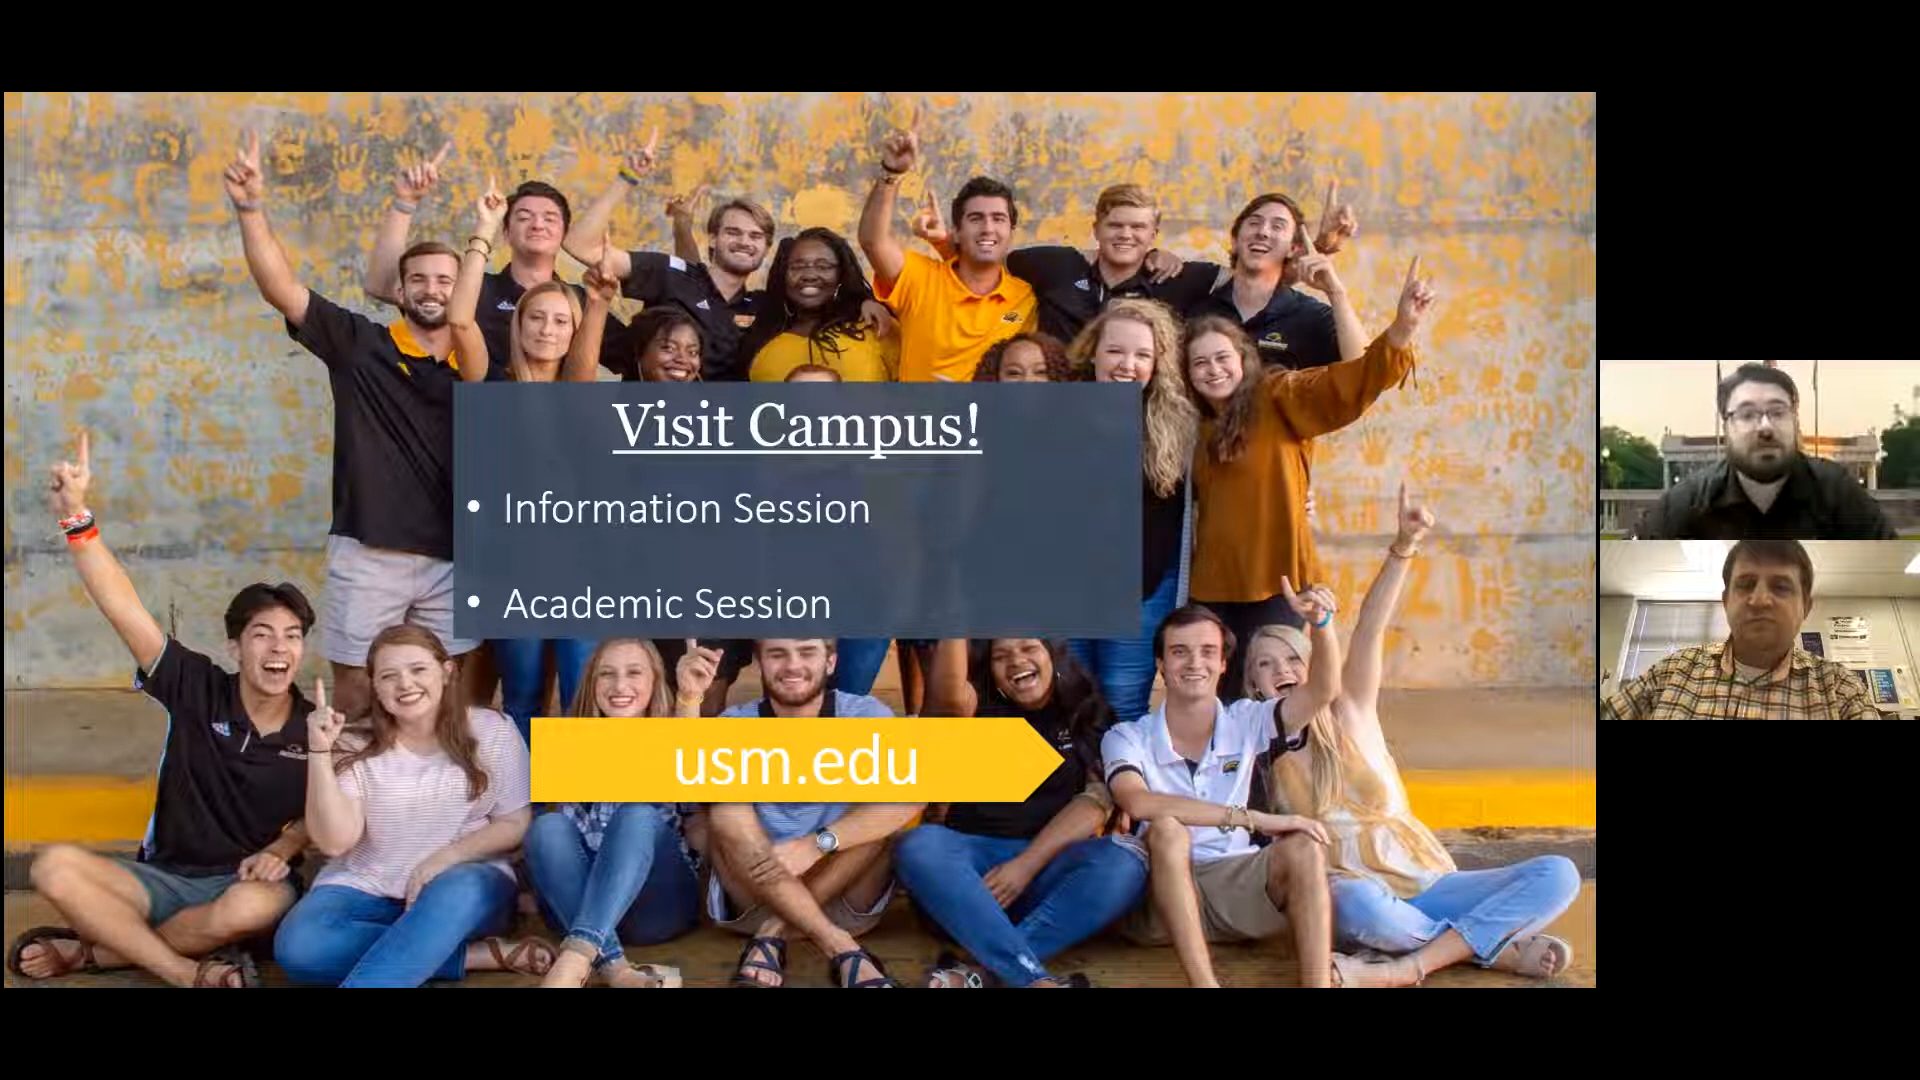 Visit Campus!
• Information Session
• Academic Session
usm.edu